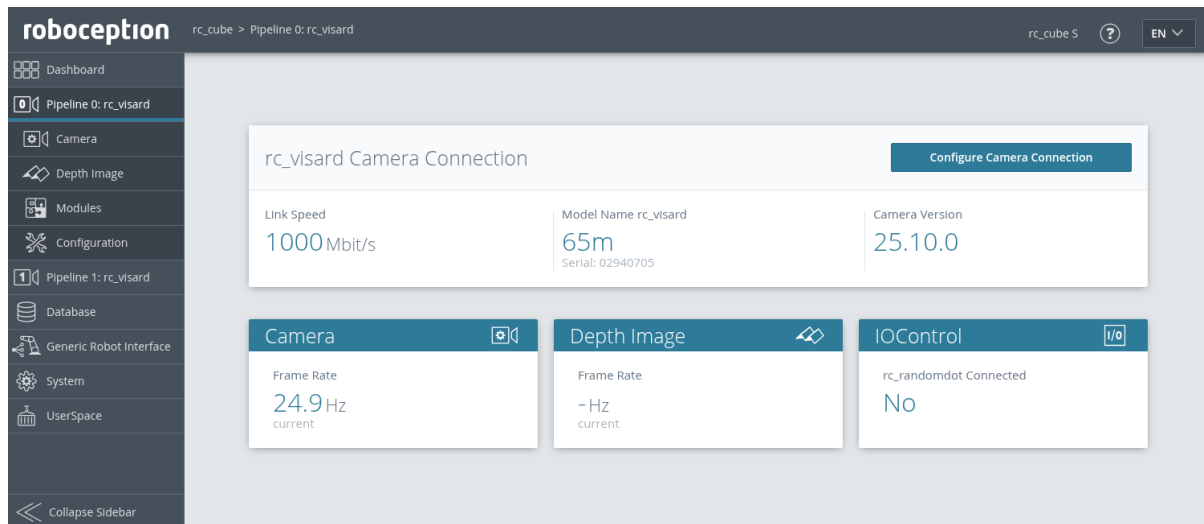 roboception
rc_cube > Pipeline 0: rc_visard
rc_cube S
?
EN
Dashboard
0
Pipeline 0: rc_visard
Camera
Depth Image
Modules
Configuration
1
Pipeline 1: rc_visard
Database
Generic Robot Interface
System
UserSpace
Collapse Sidebar
rc_visard Camera Connection
Configure Camera Connection
Link Speed
1000 Mbit/s
Model Name rc_visard
65m
Serial: 02940705
Camera Version
25.10.0
Camera
Frame Rate
24.9 Hz
current
Depth Image
Frame Rate
- Hz
current
IOControl
I/O
rc_randomdot Connected
No